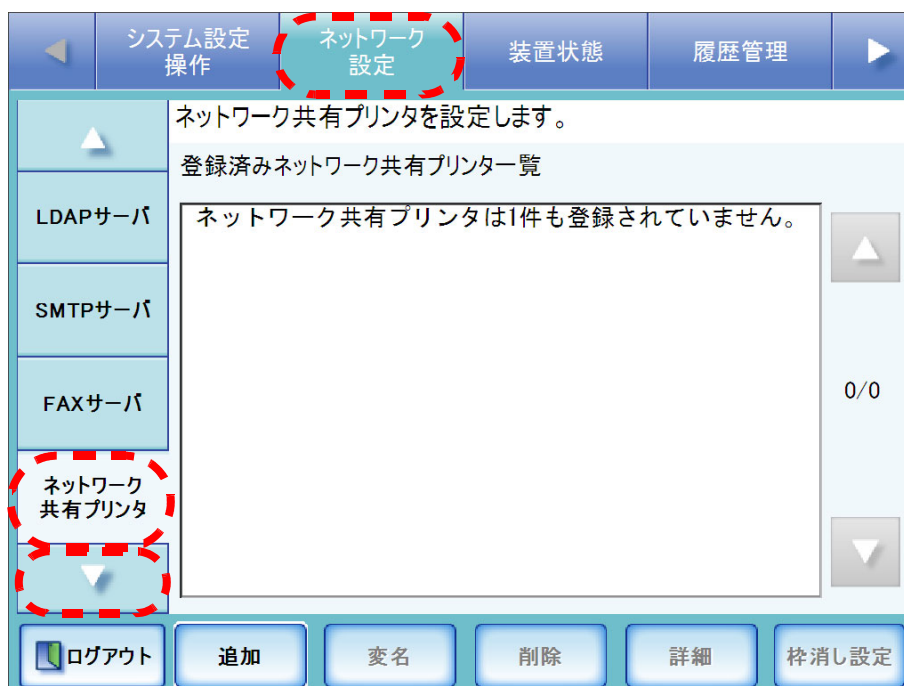 システム設定
操作
ネットワーク
設定
装置状態
履歴管理
ネットワーク共有プリンタを設定します。
登録済みネットワーク共有プリンター覧
ネットワーク共有プリンタは1件も登録されていません。
LDAPサーバ
SMTPサーバ
FAXサーバ
0/0
ネットワーク
共有プリンタ
ログアウト
追加
変名
削除
詳細
枠消し設定